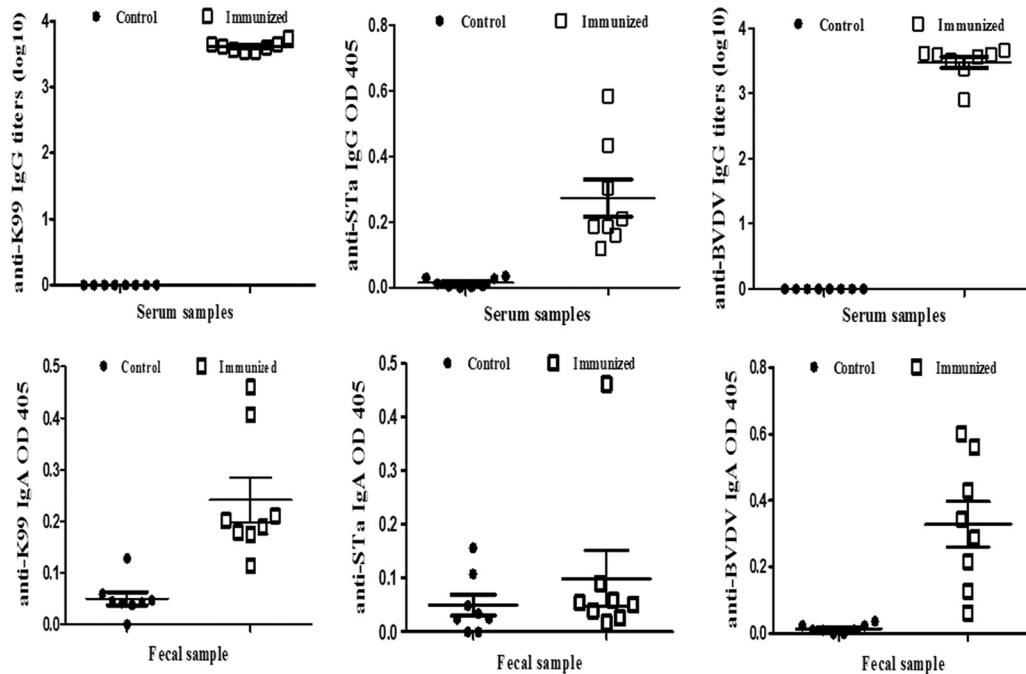 Control Immunized
anti-K99 IgG titers (log10)
4
3
2
1
0
Serum samples
Control Immunized
anti-STa IgG OD 405
0.8
0.6
0.4
0.2
0.0
Serum samples
Control Immunized
anti-BVDV IgG titers (log10)
4
3
2
1
0
Serum samples
Control Immunized
anti-K99 IgA OD 405
0.5
0.4
0.3
0.2
0.1
0.0
Fecal sample
Control Immunized
anti-STa IgA OD 405
0.5
0.4
0.3
0.2
0.1
0.0
Fecal sample
Control Immunized
anti-BVDV IgA OD 405
0.8
0.6
0.4
0.2
0.0
Fecal sample